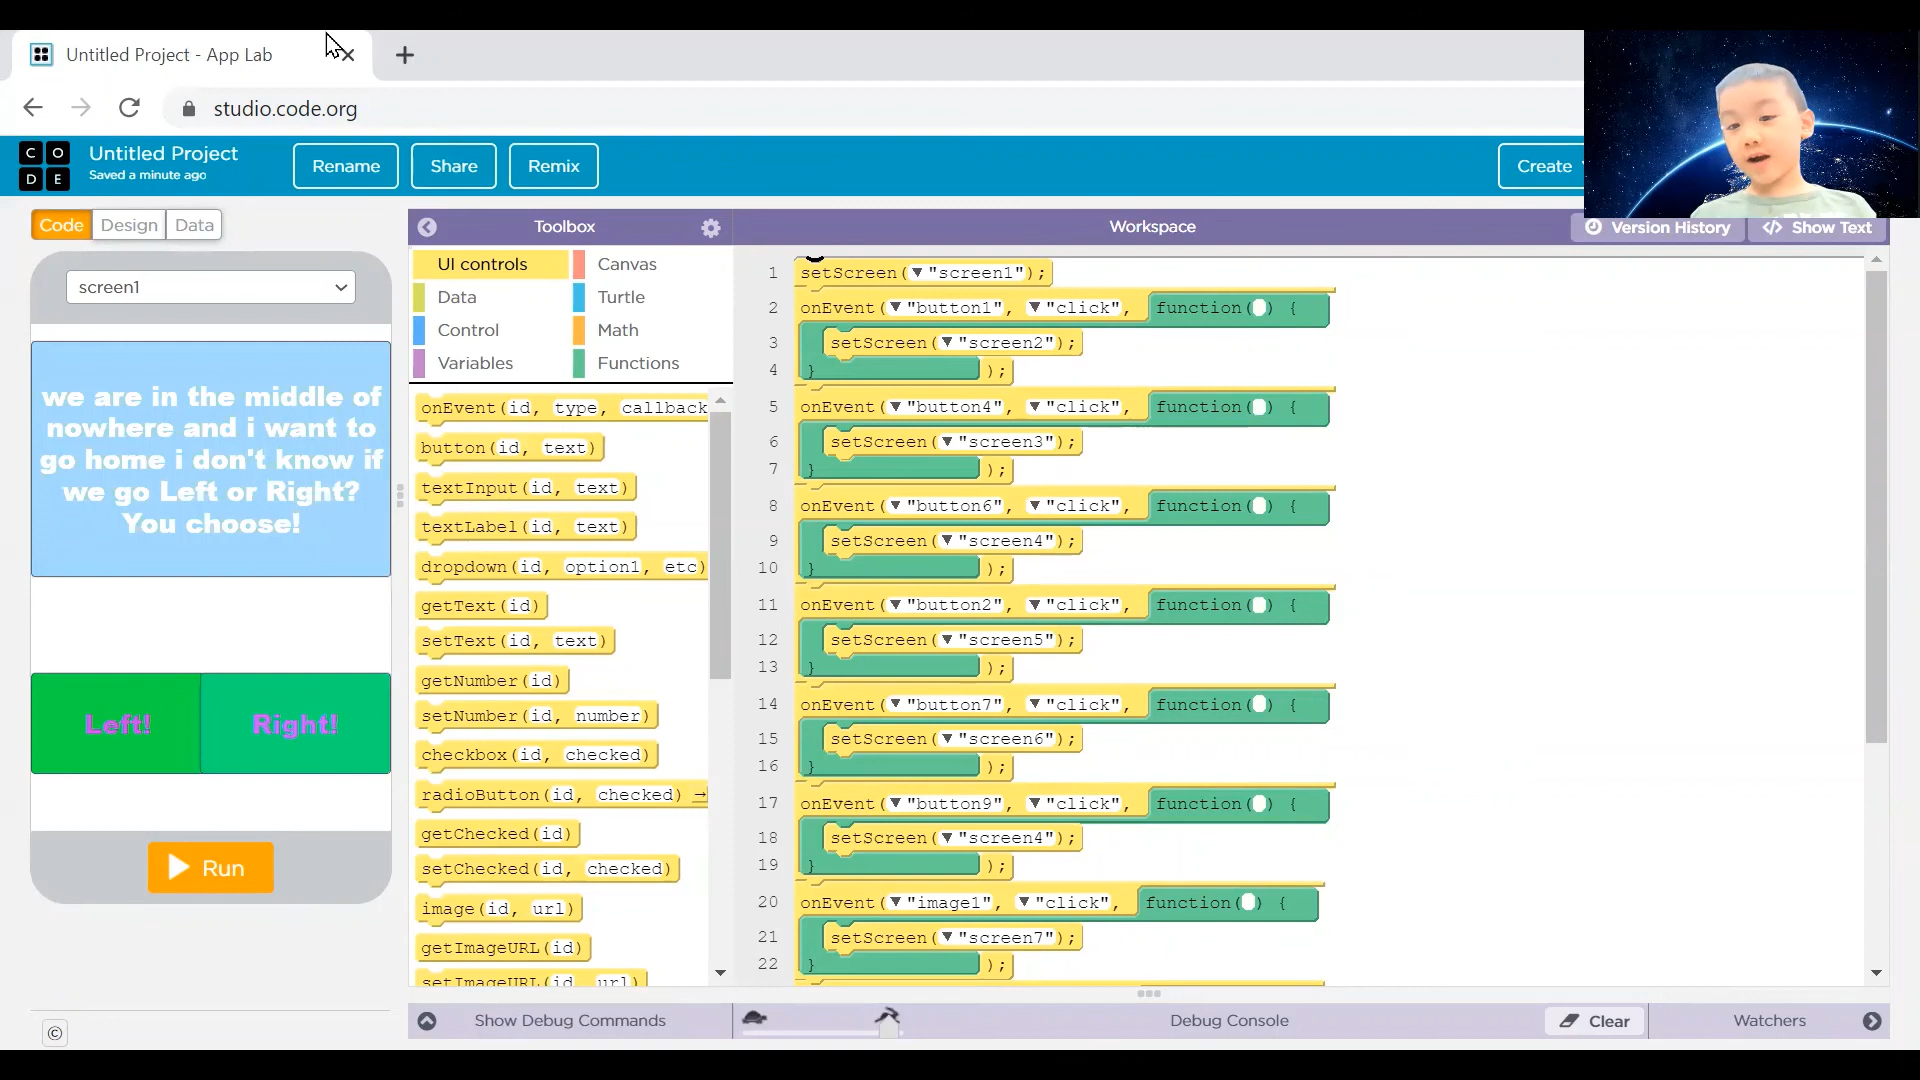 Untitled Project - App Lab
studio.code.org
CODE
Untitled Project
Saved a minute ago
Rename
Share
Remix
Create
Code
Design
Data
Toolbox
Workspace
Version History
Show Text
screen1
we are in the middle of
nowhere and i want to
go home i don't know if
we go Left or Right?
You choose!
Left!
Right!
Run
©
UI controls
Canvas
Data
Turtle
Control
Math
Variables
Functions
onEvent(id, type, callback
button(id, text)
textInput(id, text)
textLabel(id, text)
dropdown(id, option1, etc)
getText(id)
setText(id, text)
getNumber(id)
setNumber(id, number)
checkbox(id, checked)
radioButton(id, checked)
getChecked(id)
setChecked(id, checked)
image(id, url)
getImageURL(id)
setImageURL(id, url)
1 setScreen("screen1");
2 onEvent("button1", "click", function() {
3 setScreen("screen2");
4 });
5 onEvent("button4", "click", function() {
6 setScreen("screen3");
7 });
8 onEvent("button6", "click", function() {
9 setScreen("screen4");
10 });
11 onEvent("button2", "click", function() {
12 setScreen("screen5");
13 });
14 onEvent("button7", "click", function() {
15 setScreen("screen6");
16 });
17 onEvent("button9", "click", function() {
18 setScreen("screen4");
19 });
20 onEvent("image1", "click", function() {
21 setScreen("screen7");
22 });
Show Debug Commands
Debug Console
Clear
Watchers